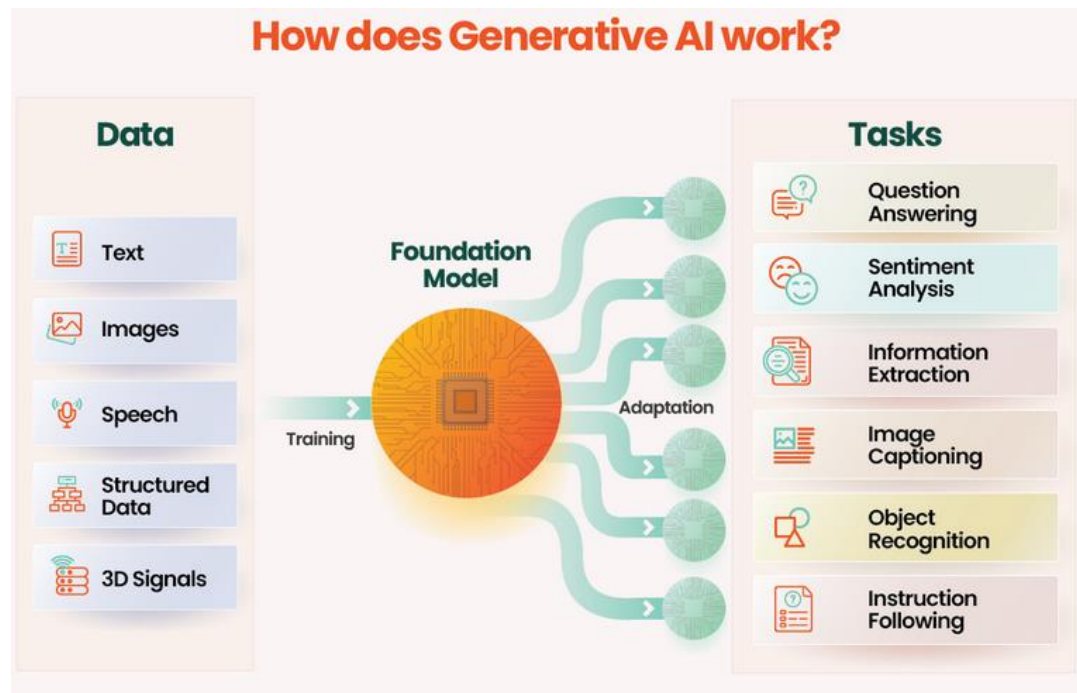 How does Generative AI work?
Data
Text
Images
Speech
Structured
Data
3D Signals
Training
Foundation
Model
Adaptation
Tasks
Question
Answering
Sentiment
Analysis
Information
Extraction
Image
Captioning
Object
Recognition
Instruction
Following